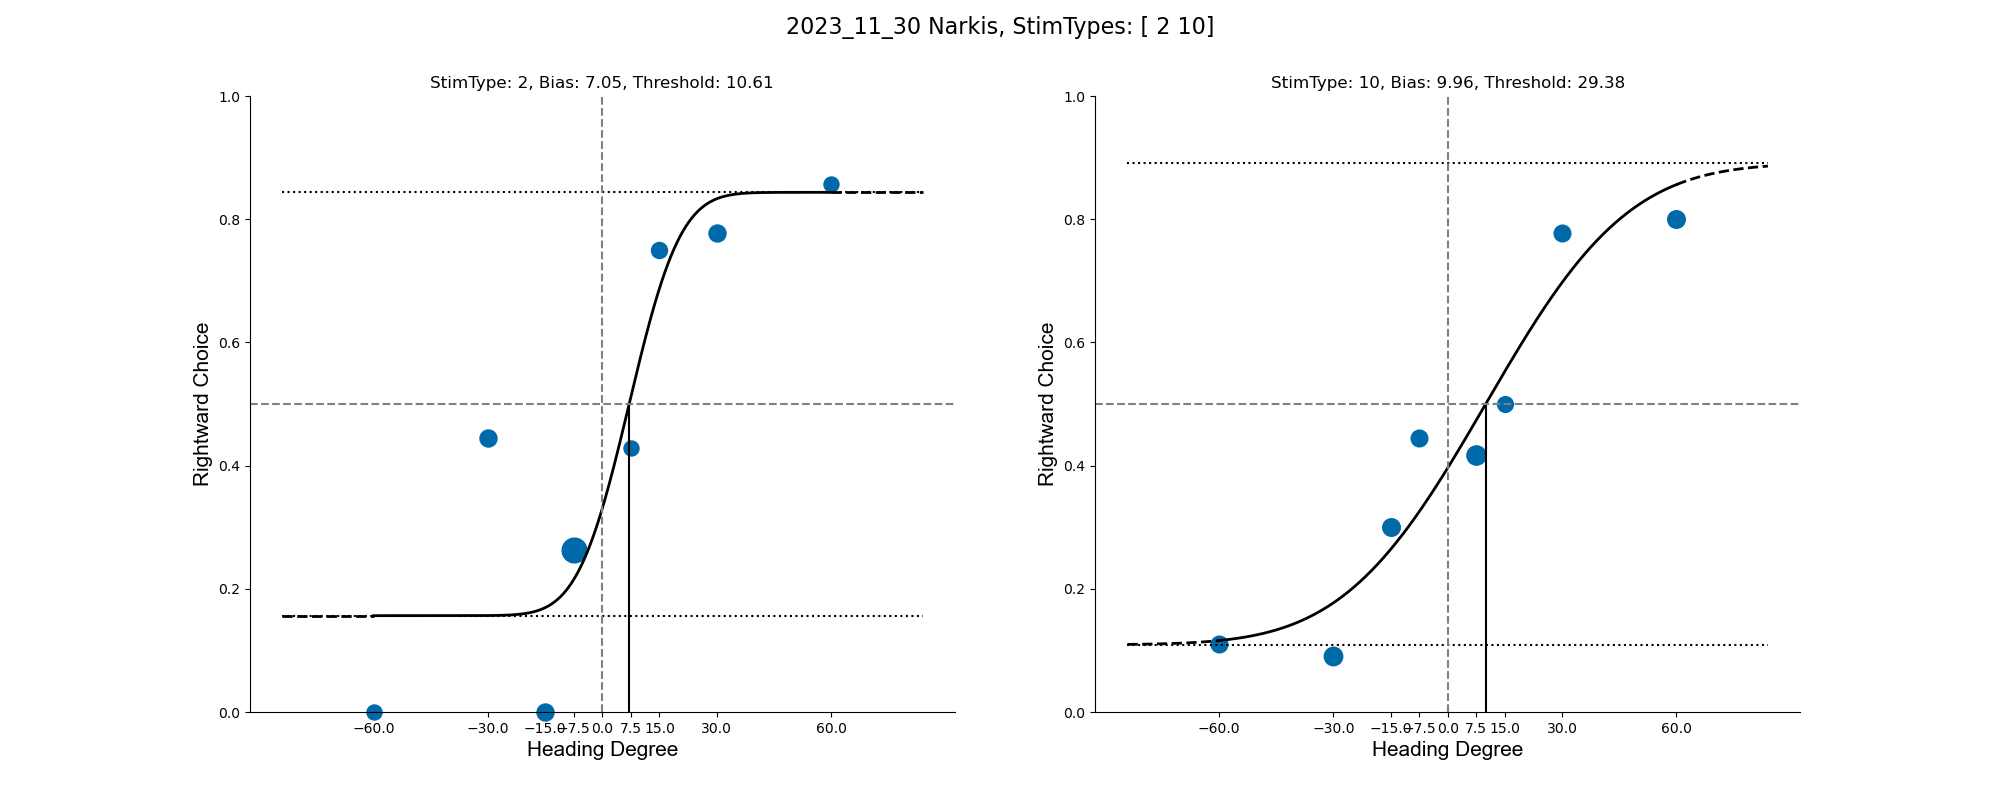 2023_11_30 Narkis, StimTypes: [ 2 10]
StimType: 2, Bias: 7.05, Threshold: 10.61
1.0
0.8
0.6
0.4
0.2
0.0
Rightward Choice
−60.0 −30.0 −15.0 −7.5 0.0 7.5 15.0 30.0 60.0
Heading Degree
StimType: 10, Bias: 9.96, Threshold: 29.38
1.0
0.8
0.6
0.4
0.2
0.0
Rightward Choice
−60.0 −30.0 −15.0 −7.5 0.0 7.5 15.0 30.0 60.0
Heading Degree